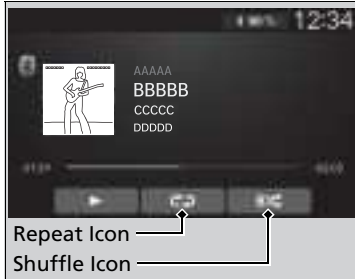 12:34
AAAAA
BBBBB
CCCCC
DDDDD
Repeat Icon
Shuffle Icon